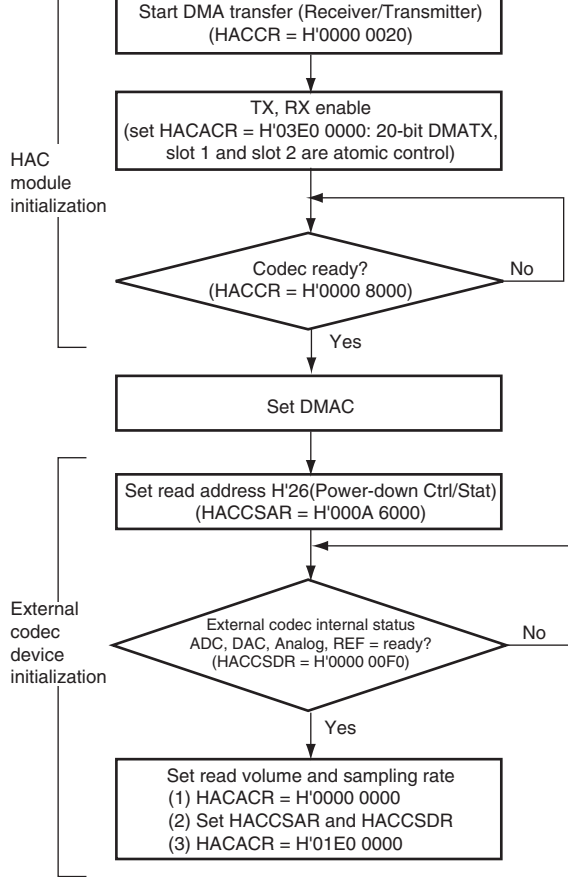 Start DMA transfer (Receiver/Transmitter)
(HACCR = H'0000 0020)
TX, RX enable
(set HACACR = H'03E0 0000: 20-bit DMATX,
slot 1 and slot 2 are atomic control)
HAC
module
initialization
Codec ready?
(HACCR = H'0000 8000)
No
Yes
Set DMAC
Set read address H'26(Power-down Ctrl/Stat)
(HACCSAR = H'000A 6000)
External
codec
device
initialization
External codec internal status
ADC, DAC, Analog, REF = ready?
(HACCSDR = H'0000 00F0)
No
Yes
Set read volume and sampling rate
(1) HACACR = H'0000 0000
(2) Set HACCSAR and HACCSDR
(3) HACACR = H'01E0 0000